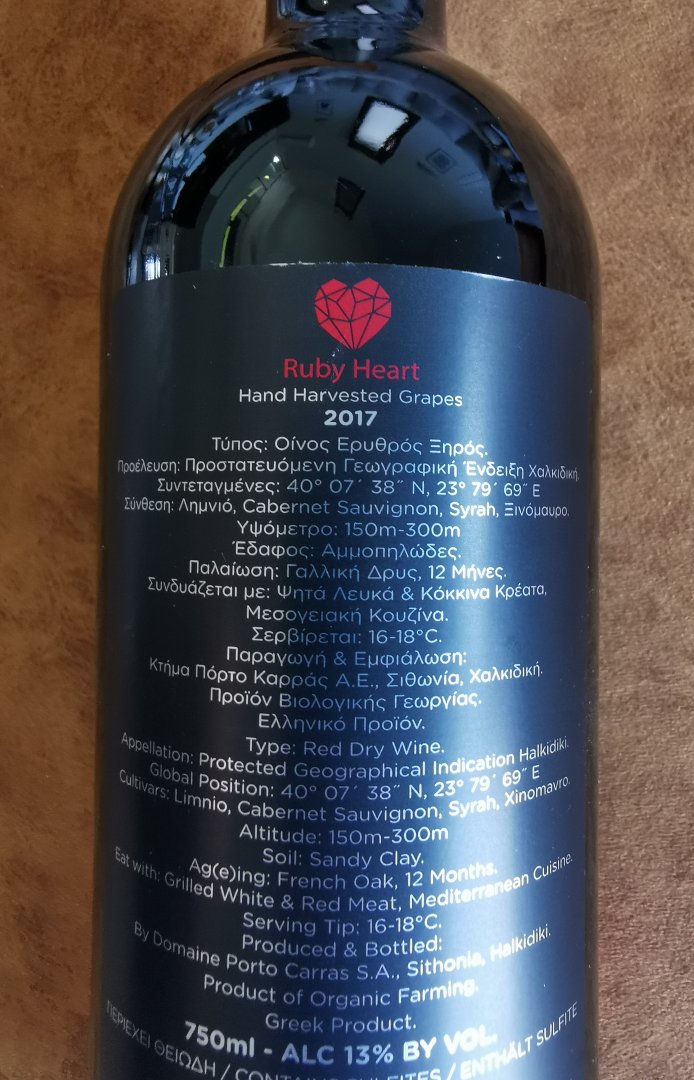 Ruby Heart
Hand Harvested Grapes
2017
Τύπος: Οίνος Ερυθρός Ξηρός.
Προέλευση: Προστατευόμενη Γεωγραφική Ένδειξη Χαλκιδική.
Συντεταγμένες: 40° 07΄ 38˝ N, 23° 79΄ 69˝ E
Σύνθεση: Λημνιό, Cabernet Sauvignon, Syrah, Ξινόμαυρο.
Υψόμετρο: 150m-300m
Έδαφος: Αμμοπηλώδες.
Παλαίωση: Γαλλική Δρυς, 12 Μήνες.
Συνδυάζεται με: Ψητά Λευκά & Κόκκινα Κρέατα,
Μεσογειακή Κουζίνα.
Σερβίρεται: 16-18°C.
Παραγωγή & Εμφιάλωση:
Κτήμα Πόρτο Καρράς Α.Ε., Σιθωνία, Χαλκιδική.
Προϊόν Βιολογικής Γεωργίας.
Ελληνικό Προϊόν.
Type: Red Dry Wine.
Appellation: Protected Geographical Indication Halkidiki.
Global Position: 40° 07΄ 38˝ N, 23° 79΄ 69˝ E
Cultivars: Limnio, Cabernet Sauvignon, Syrah, Xinomavro.
Altitude: 150m-300m
Soil: Sandy Clay.
Ag(e)ing: French Oak, 12 Months.
Eat with: Grilled White & Red Meat, Mediterranean Cuisine.
Serving Tip: 16-18°C.
Produced & Bottled:
By Domaine Porto Carras S.A., Sithonia, Halkidiki.
Product of Organic Farming.
Greek Product.
750ml - ALC 13% BY VOL.
ΠΕΡΙΕΧΕΙ ΘΕΙΩΔΗ / CONTAINS SULFITES / ENTHÄLT SULFITE